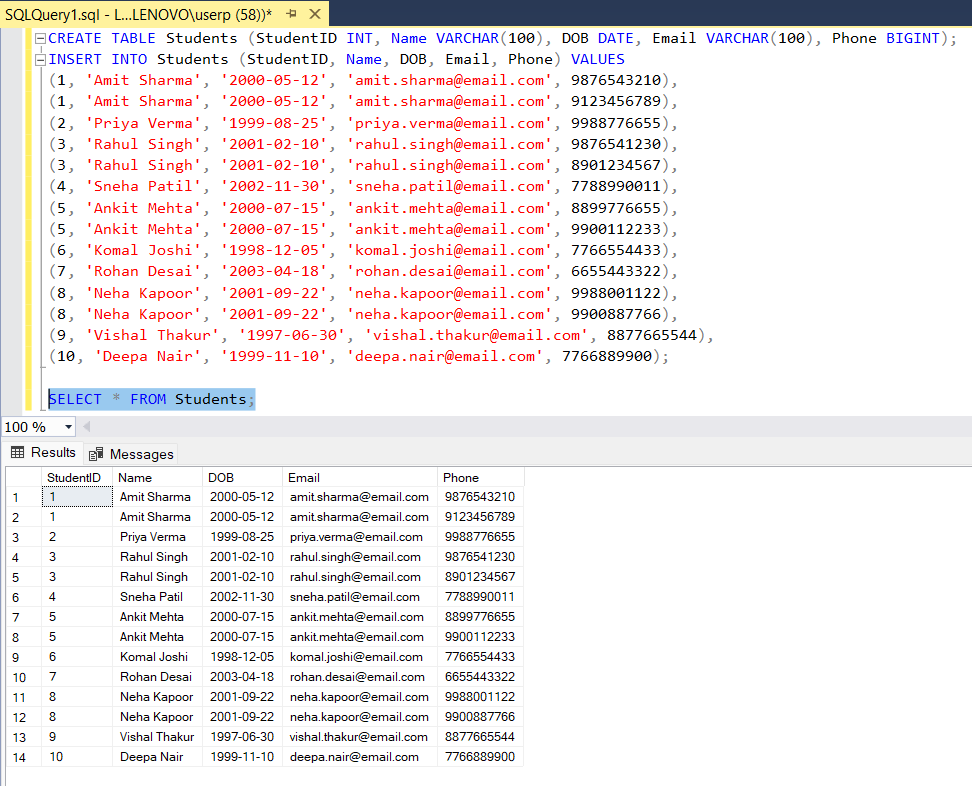 SQLQuery1.sql - L...LENOVO\userp (58))*
CREATE TABLE Students (StudentID INT, Name VARCHAR(100), DOB DATE, Email VARCHAR(100), Phone BIGINT);
INSERT INTO Students (StudentID, Name, DOB, Email, Phone) VALUES
(1, 'Amit Sharma', '2000-05-12', 'amit.sharma@email.com', 9876543210),
(1, 'Amit Sharma', '2000-05-12', 'amit.sharma@email.com', 9123456789),
(2, 'Priya Verma', '1999-08-25', 'priya.verma@email.com', 9988776655),
(3, 'Rahul Singh', '2001-02-10', 'rahul.singh@email.com', 9876541230),
(3, 'Rahul Singh', '2001-02-10', 'rahul.singh@email.com', 8901234567),
(4, 'Sneha Patil', '2002-11-30', 'sneha.patil@email.com', 7788990011),
(5, 'Ankit Mehta', '2000-07-15', 'ankit.mehta@email.com', 8899776655),
(5, 'Ankit Mehta', '2000-07-15', 'ankit.mehta@email.com', 9900112233),
(6, 'Komal Joshi', '1998-12-05', 'komal.joshi@email.com', 7766554433),
(7, 'Rohan Desai', '2003-04-18', 'rohan.desai@email.com', 6655443322),
(8, 'Neha Kapoor', '2001-09-22', 'neha.kapoor@email.com', 9988001122),
(8, 'Neha Kapoor', '2001-09-22', 'neha.kapoor@email.com', 9900887766),
(9, 'Vishal Thakur', '1997-06-30', 'vishal.thakur@email.com', 8877665544),
(10, 'Deepa Nair', '1999-11-10', 'deepa.nair@email.com', 7766889900);
SELECT * FROM Students;
100 %
Results Messages
StudentID Name DOB Email Phone
1 1 Amit Sharma 2000-05-12 amit.sharma@email.com 9876543210
2 1 Amit Sharma 2000-05-12 amit.sharma@email.com 9123456789
3 2 Priya Verma 1999-08-25 priya.verma@email.com 9988776655
4 3 Rahul Singh 2001-02-10 rahul.singh@email.com 9876541230
5 3 Rahul Singh 2001-02-10 rahul.singh@email.com 8901234567
6 4 Sneha Patil 2002-11-30 sneha.patil@email.com 7788990011
7 5 Ankit Mehta 2000-07-15 ankit.mehta@email.com 8899776655
8 5 Ankit Mehta 2000-07-15 ankit.mehta@email.com 9900112233
9 6 Komal Joshi 1998-12-05 komal.joshi@email.com 7766554433
10 7 Rohan Desai 2003-04-18 rohan.desai@email.com 6655443322
11 8 Neha Kapoor 2001-09-22 neha.kapoor@email.com 9988001122
12 8 Neha Kapoor 2001-09-22 neha.kapoor@email.com 9900887766
13 9 Vishal Thakur 1997-06-30 vishal.thakur@email.com 8877665544
14 10 Deepa Nair 1999-11-10 deepa.nair@email.com 7766889900